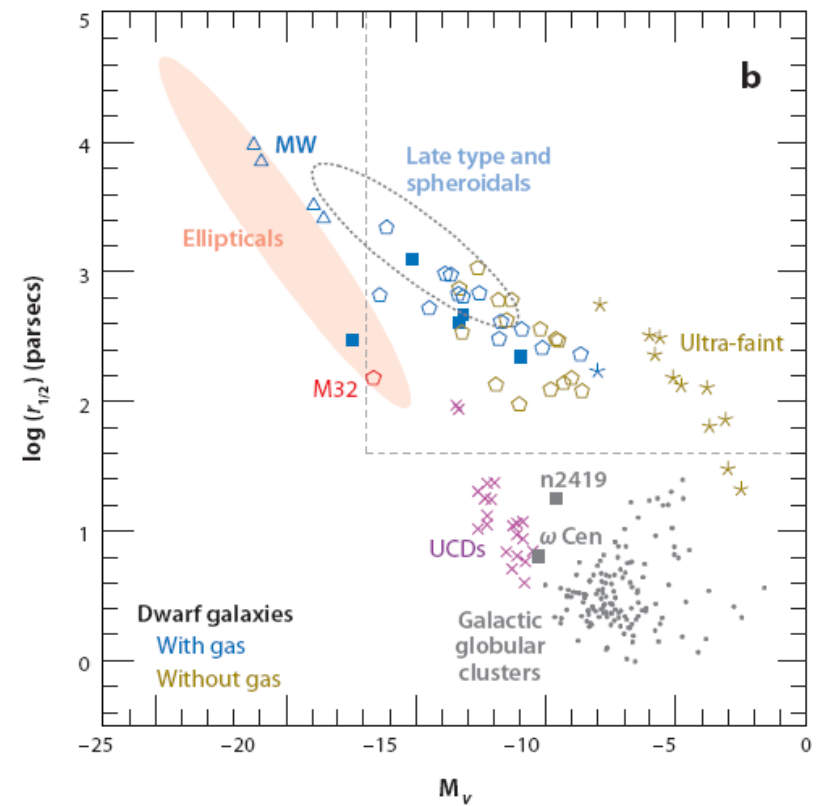 b
5
4
3
2
1
0
log (r1/2) (parsecs)
MW
Late type and
spheroidals
Ellipticals
Ultra-faint
M32
n2419
ω Cen
UCDs
Dwarf galaxies
With gas
Without gas
Galactic
globular
clusters
−25
−20
−15
−10
−5
0
Mv